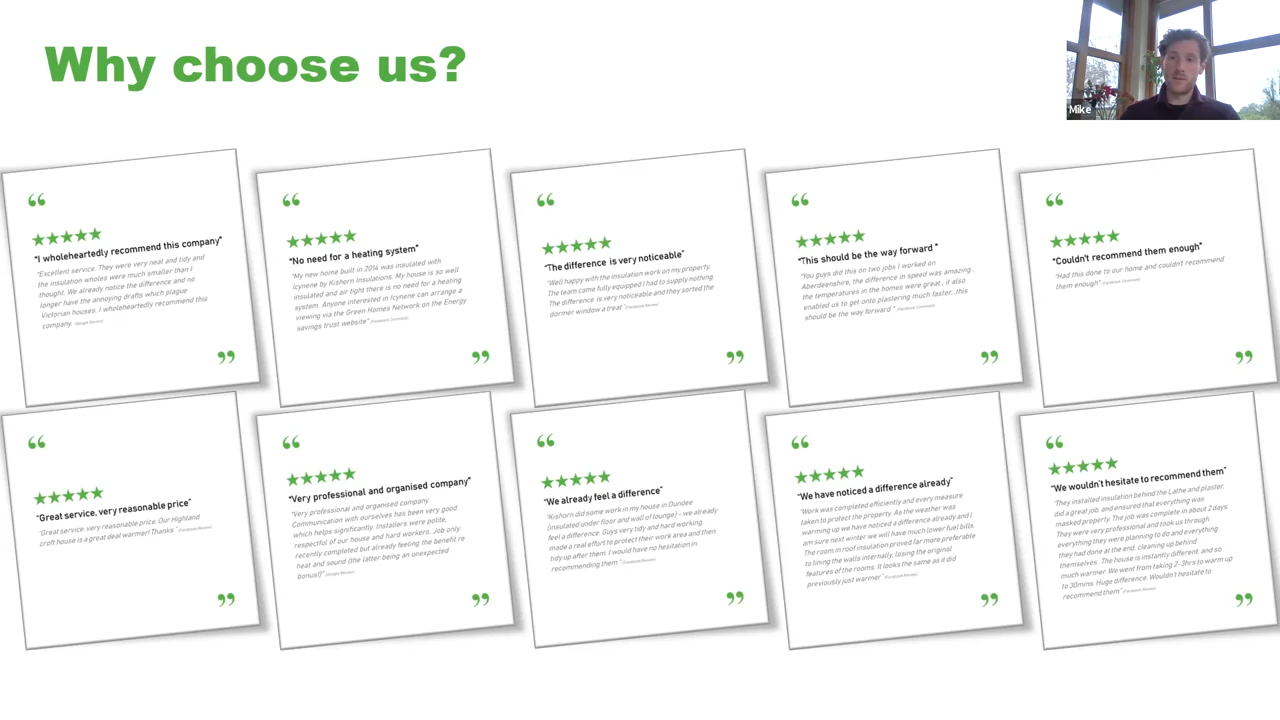 Why choose us?
Mike
“
"I wholeheartedly recommend this company"
"Excellent service. They were very neat and tidy and
the insulation wholes were much smaller than I
thought. We already notice the difference and no
longer have the annoying drafts which plague
Victorian houses. I wholeheartedly recommend this
company. (Google Review)
”
“
"No need for a heating system"
"My new home built in 2014 was insulated with
Icynene by Kishorn Insulations. My house is so well
insulated and air tight there is no need for a heating
system. Anyone interested in Icynene can arrange a
viewing via the Green Homes Network on the Energy
savings trust website" (Facebook Comment)
”
“
"The difference is very noticeable"
"Well happy with the insulation work on my property.
The team came fully equipped I had to supply nothing.
The difference is very noticeable and they sorted the
dormer window a treat" (Facebook Review)
”
“
"This should be the way forward "
"You guys did this on two jobs I worked on
Aberdeenshire, the difference in speed was amazing ,
the temperatures in the homes were great , it also
enabled us to get onto plastering much faster...this
should be the way forward " (Facebook Comment)
”
“
"Couldn't recommend them enough"
"Had this done to our home and couldn't recommend
them enough" (Facebook Comment)
”
“
"Great service, very reasonable price"
"Great service. very reasonable price. Our Highland
croft house is a great deal warmer! Thanks " (Facebook Review)
”
“
"Very professional and organised company"
"Very professional and organised company.
Communication with ourselves has been very good
which helps significantly. Installers were polite,
respectful of our house and hard workers. Job only
recently completed but already feeling the benefit re
heat and sound (the latter being an unexpected
bonus!)" (Google Review)
”
“
"We already feel a difference"
"Kishorn did some work in my house in Dundee
(insulated under floor and wall of lounge) - we already
feel a difference. Guys very tidy and hard working,
made a real effort to protect their work area and then
tidy up after them. I would have no hesitation in
recommending them " (Facebook Review)
”
“
"We have noticed a difference already"
"Work was completed efficiently and every measure
taken to protect the property. As the weather was
warming up we have noticed a difference already and I
am sure next winter we will have much lower fuel bills.
The room in roof insulation proved far more preferable
to lining the walls internally, losing the original
features of the rooms. It looks the same as it did
previously just warmer" (Facebook Review)
”
“
"We wouldn't hesitate to recommend them"
"They installed insulation behind the Lathe and plaster,
did a great job, and ensured that everything was
masked properly. The job was complete in about 2 days
They were very professional and took us through
everything they were planning to do and everything
they had done at the end, cleaning up behind
themselves. The house is instantly different, and so
much warmer. We went from taking 2-3hrs to warm up
to 30mins. Huge difference. Wouldn't hesitate to
recommend them" (Facebook Review)
”